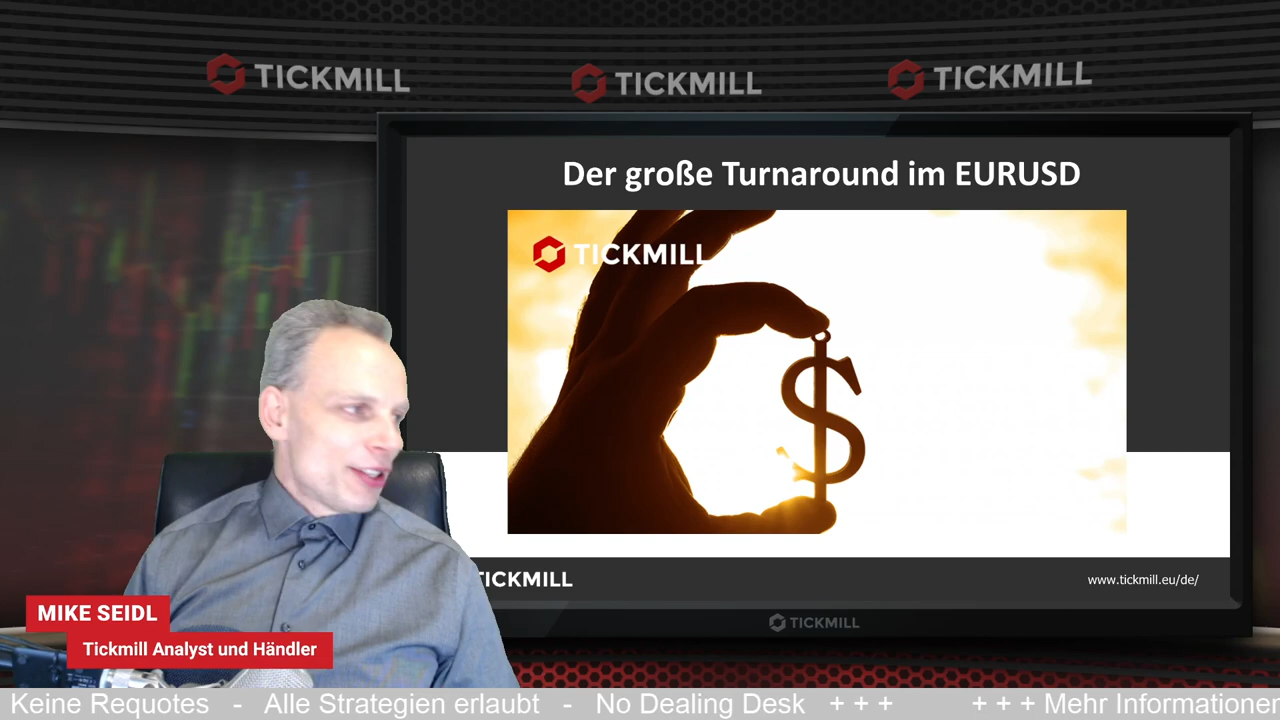 TICKMILL
TICKMILL
TICKMILL
Der große Turnaround im EURUSD
TICKMILL
TICKMILL
www.tickmill.eu/de/
TICKMILL
MIKE SEIDL
Tickmill Analyst und Händler
Keine Requotes - Alle Strategien erlaubt - No Dealing Desk +++ +++ Mehr Informationen